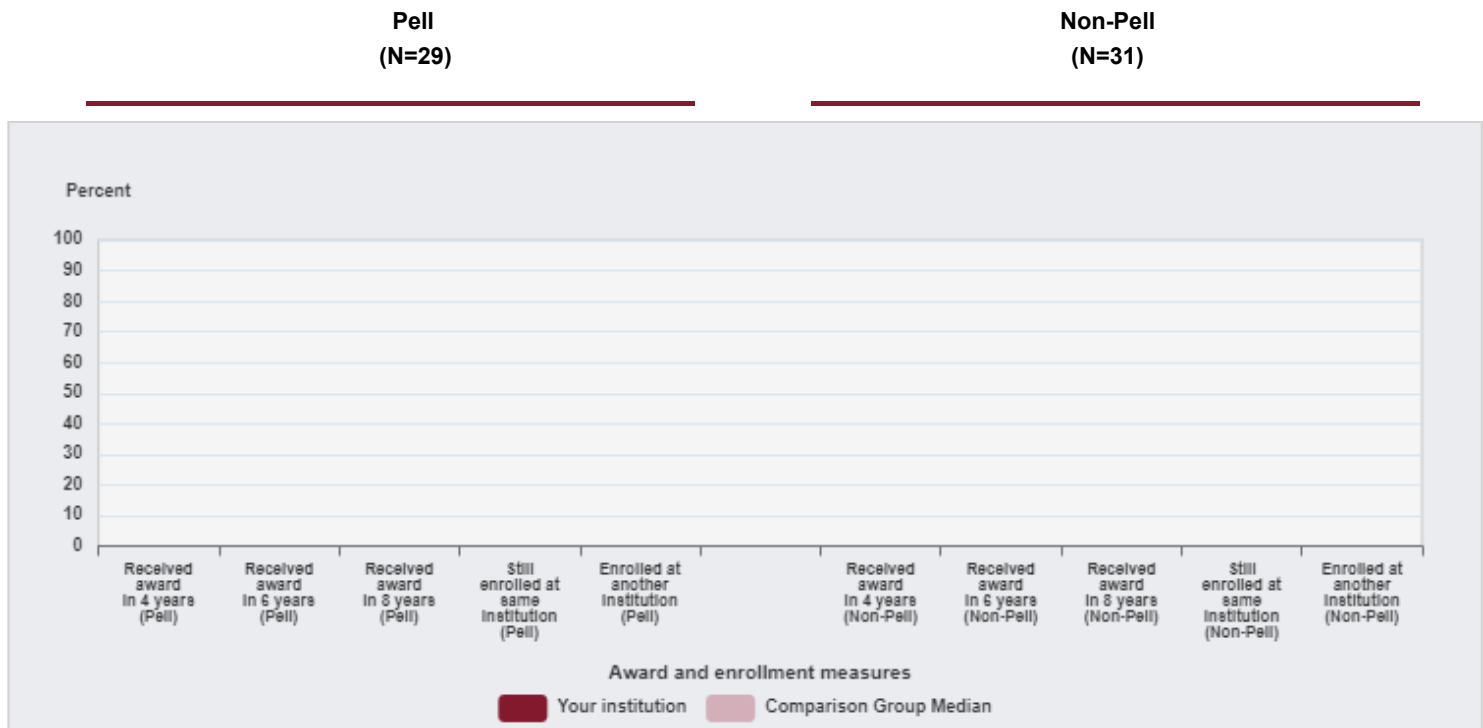 Pell
(N=29)
Non-Pell
(N=31)
Percent
100
90
80
70
60
50
40
30
20
10
0
Received
award
in 4 years
(Pell)
Received
award
in 6 years
(Pell)
Received
award
in 8 years
(Pell)
Still
enrolled at
same
institution
(Pell)
Enrolled at
another
institution
(Pell)
Received
award
in 4 years
(Non-Pell)
Received
award
in 6 years
(Non-Pell)
Received
award
in 8 years
(Non-Pell)
Still
enrolled at
same
institution
(Non-Pell)
Enrolled at
another
institution
(Non-Pell)
Award and enrollment measures
Your institution
Comparison Group Median